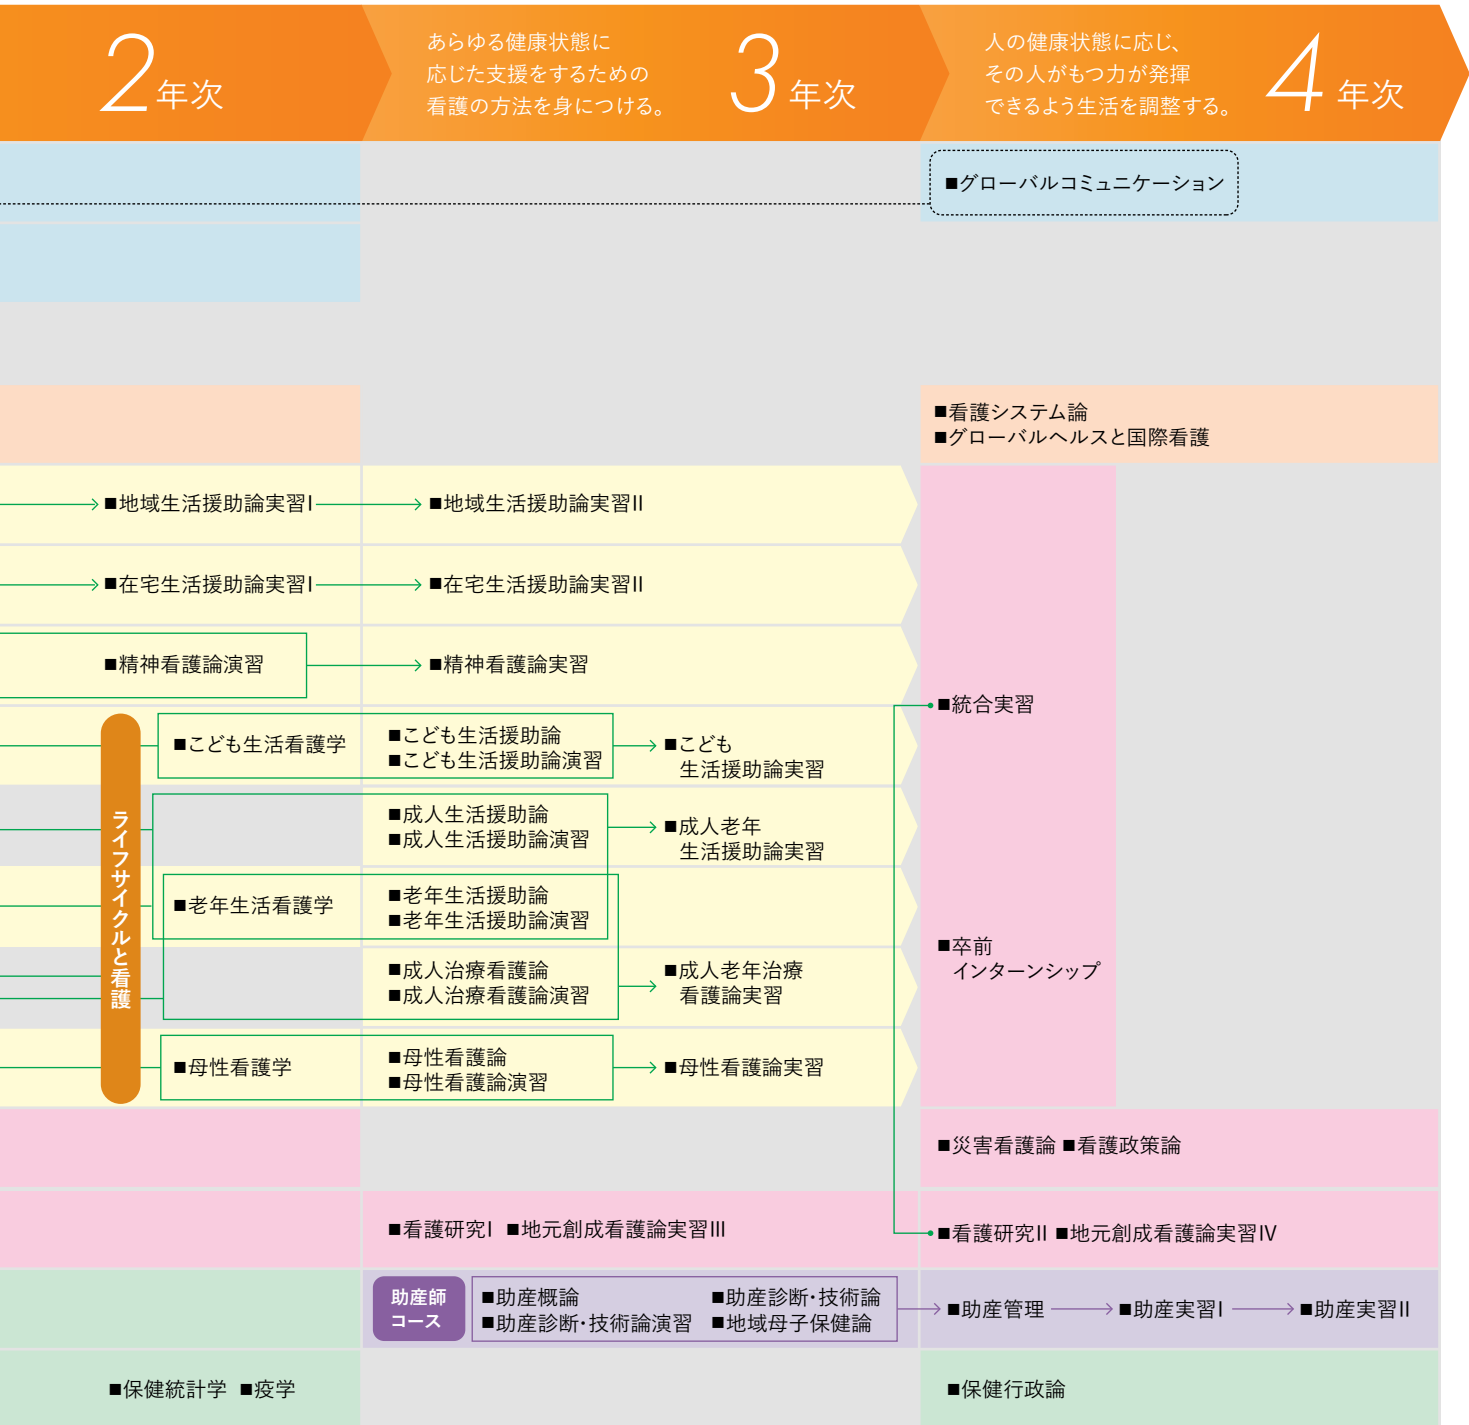 2年次
あらゆる健康状態に
応じた支援をするための
看護の方法を身につける。
3年次
人の健康状態に応じ、
その人がもつ力が発揮
できるよう生活を調整する。
4年次
■グローバルコミュニケーション
■看護システム論
■グローバルヘルスと国際看護
■地域生活援助論実習I
■地域生活援助論実習II
■在宅生活援助論実習I
■在宅生活援助論実習II
■精神看護論演習
■精神看護論実習
■統合実習
ライフサイクルと看護
■こども生活看護学
■こども生活援助論
■こども生活援助論演習
■こども
生活援助論実習
■成人生活援助論
■成人生活援助論演習
■成人老年
生活援助論実習
■老年生活看護学
■老年生活援助論
■老年生活援助論演習
■卒前
インターンシップ
■成人治療看護論
■成人治療看護論演習
■成人老年治療
看護論実習
■母性看護学
■母性看護論
■母性看護論演習
■母性看護論実習
■災害看護論 ■看護政策論
■看護研究I ■地元創成看護論実習III
■看護研究II ■地元創成看護論実習IV
助産師
コース
■助産概論 ■助産診断・技術論
■助産診断・技術論演習 ■地域母子保健論
■助産管理
■助産実習I
■助産実習II
■保健統計学 ■疫学
■保健行政論